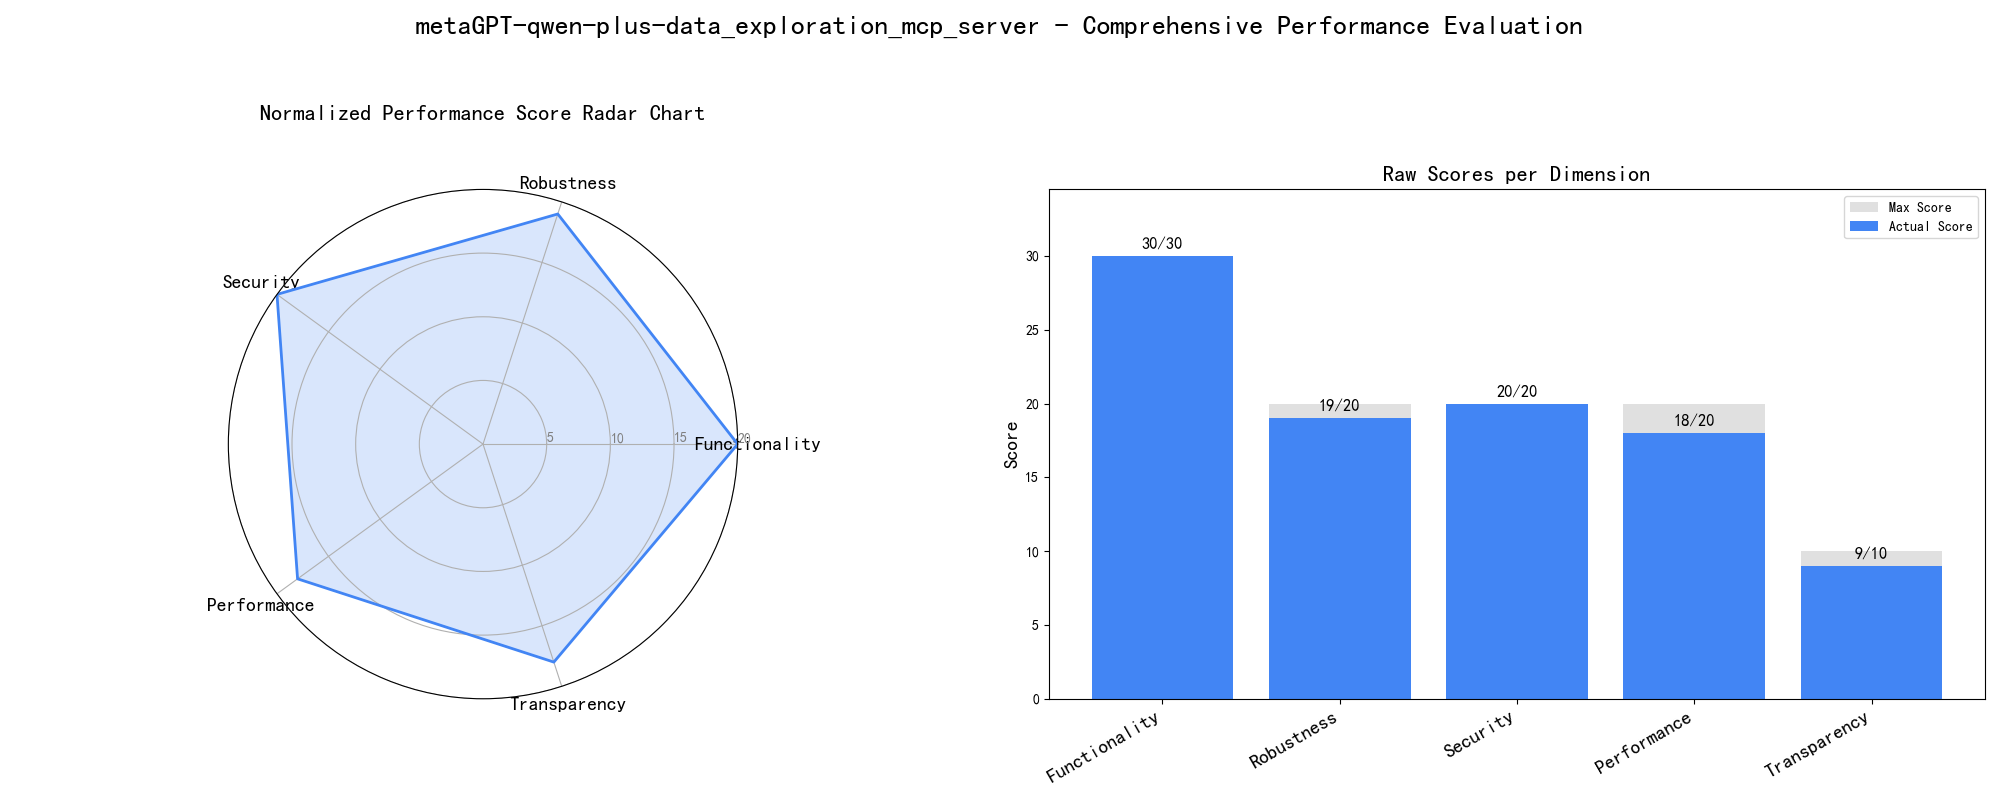 metaGPT-qwen-plus-data_exploration_mcp_server - Comprehensive Performance Evaluation
Normalized Performance Score Radar Chart
Robustness
Security
5
10
15
20
Functionality
Performance
Transparency
Raw Scores per Dimension
Max Score
Actual Score
30/30
19/20
20/20
18/20
9/10
30
25
20
15
10
5
0
Score
Functionality
Robustness
Security
Performance
Transparency